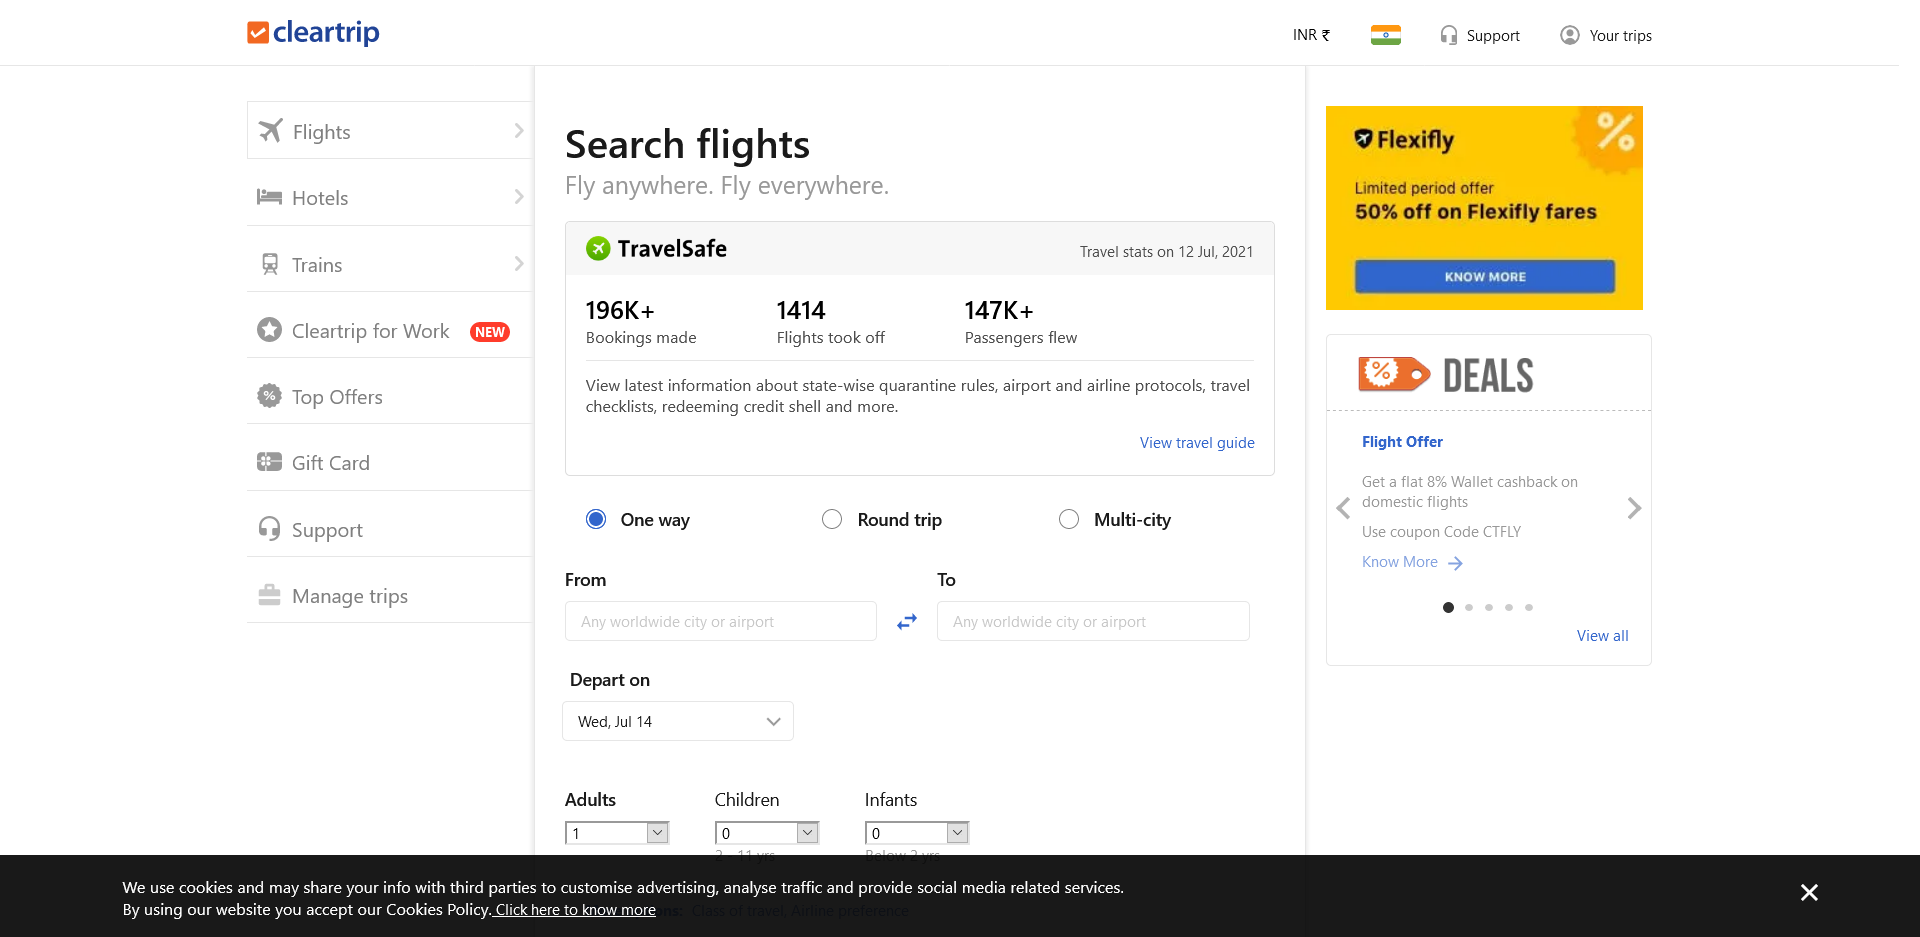 cleartrip
INR ₹
Support
Your trips
Flights
Hotels
Trains
Cleartrip for Work NEW
Top Offers
Gift Card
Support
Manage trips
Search flights
Fly anywhere. Fly everywhere.
TravelSafe
Travel stats on 12 Jul, 2021
196K+ 1414 147K+
Bookings made Flights took off Passengers flew
View latest information about state-wise quarantine rules, airport and airline protocols, travel
checklists, redeeming credit shell and more.
View travel guide
One way Round trip Multi-city
From To
Any worldwide city or airport Any worldwide city or airport
Depart on
Wed, Jul 14
Adults Children Infants
1 0 0
2 - 11 yrs Below 2 yrs
Flexifly
%
Limited period offer
50% off on Flexifly fares
KNOW MORE
% DEALS
Flight Offer
Get a flat 8% Wallet cashback on
domestic flights
Use coupon Code CTFLY
Know More
View all
We use cookies and may share your info with third parties to customise advertising, analyse traffic and provide social media related services.
By using our website you accept our Cookies Policy. Click here to know more
Class of travel, Airline preference